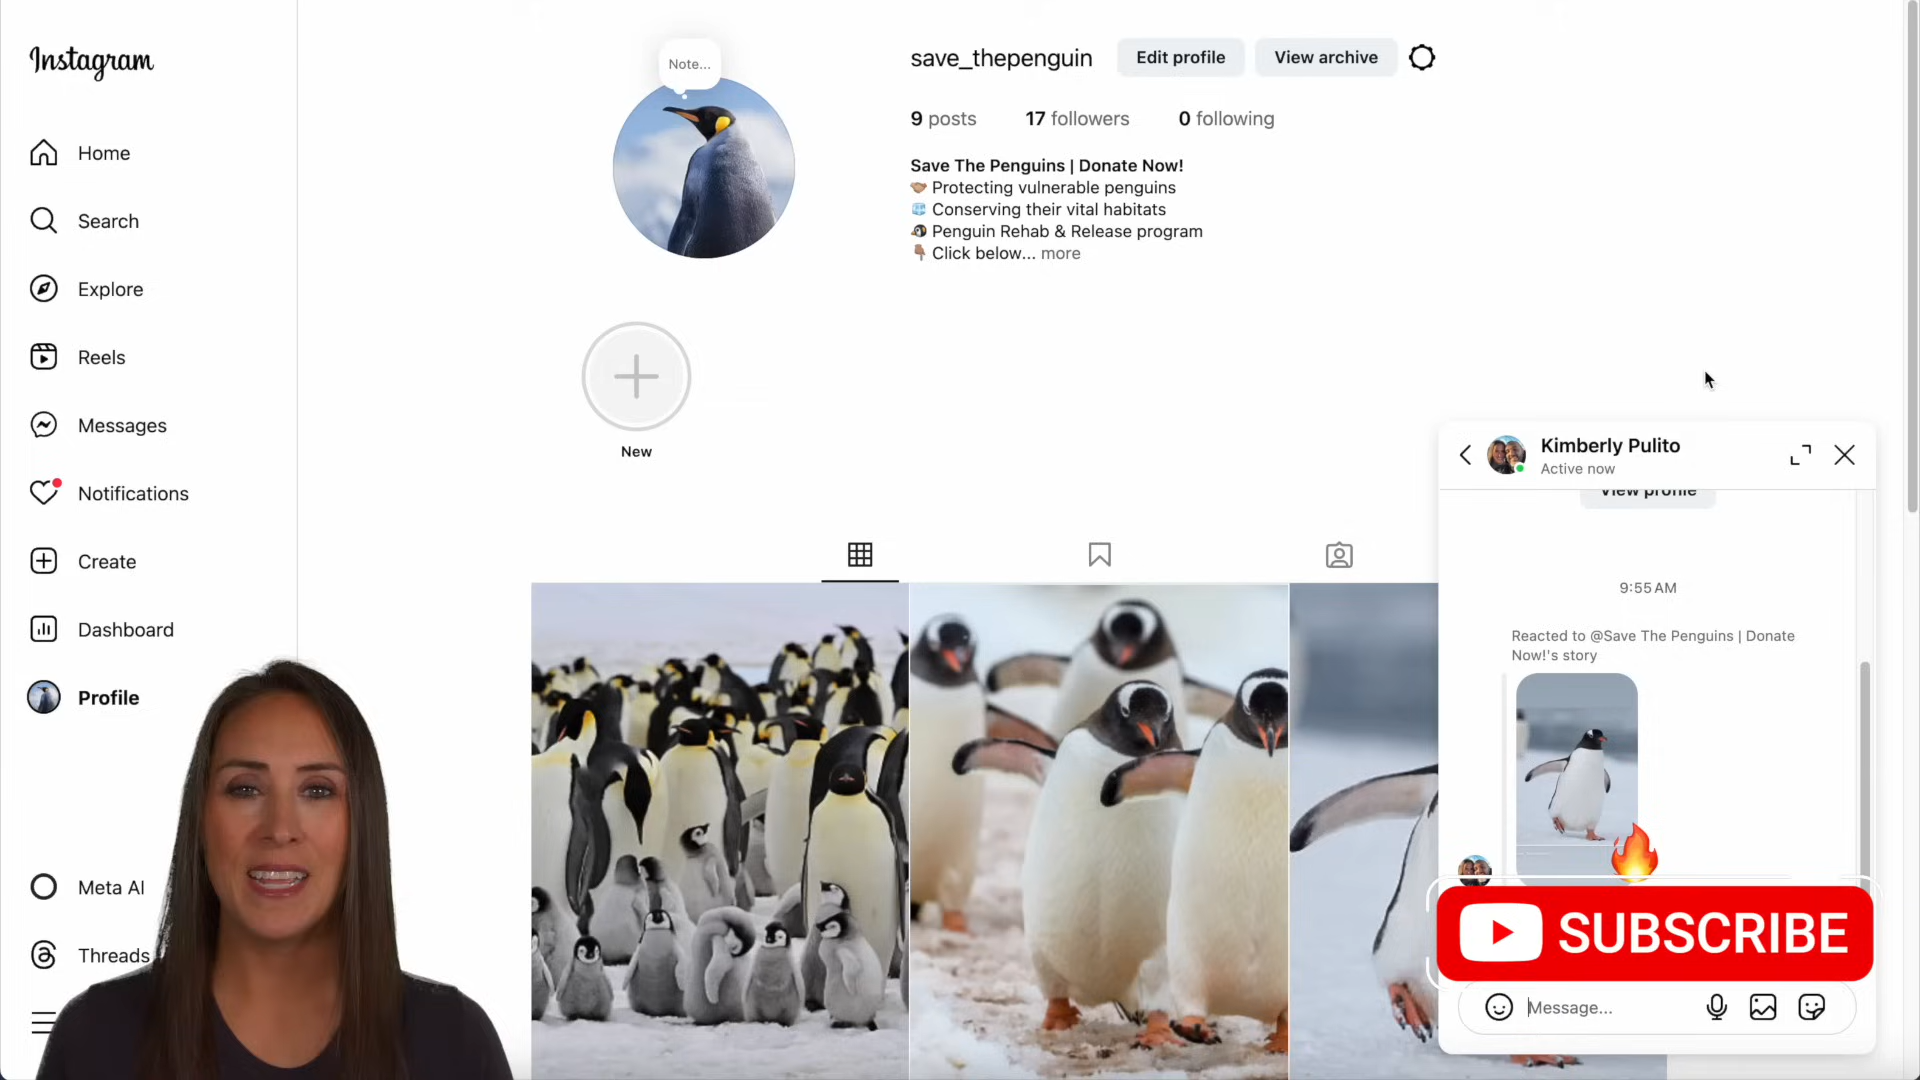 Instagram
Home
Search
Explore
Reels
Messages
Notifications
Create
Dashboard
Profile
Meta AI
Threads
Note...
save_thepenguin
Edit profile
View archive
9 posts
17 followers
0 following
Save The Penguins | Donate Now!
Protecting vulnerable penguins
Conserving their vital habitats
Penguin Rehab & Release program
Click below... more
New
Kimberly Pulito
Active now
View profile
9:55 AM
Reacted to @Save The Penguins | Donate
Now!'s story
SUBSCRIBE
Message...